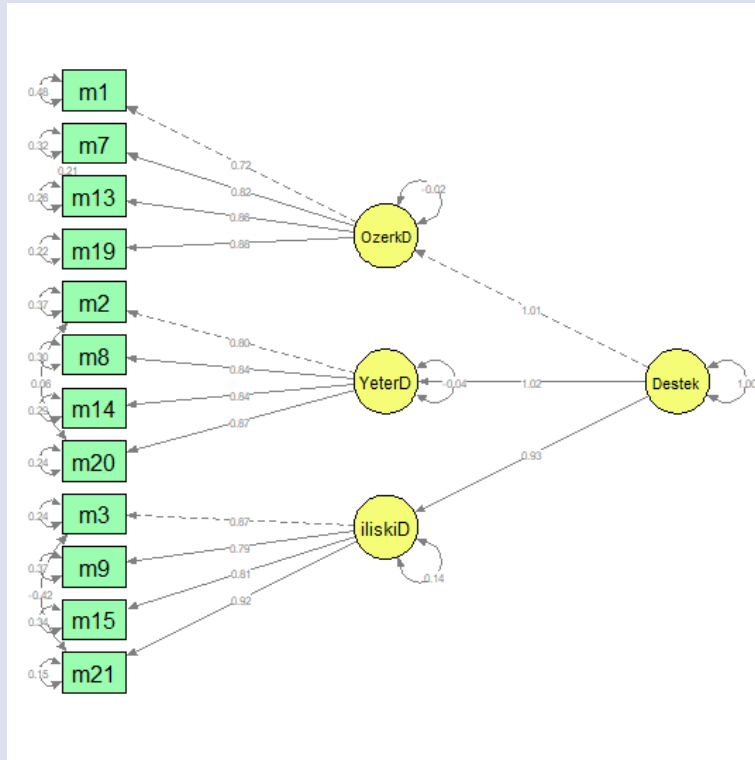 m1
0.48
m7
0.32
0.21
m13
0.26
m19
0.22
m2
0.37
m8
0.30
0.06
m14
0.29
m20
0.24
m3
0.24
m9
0.37
-0.42
m15
0.34
m21
0.15
0.72
0.82
0.86
0.88
0.80
0.84
0.84
0.87
0.87
0.79
0.81
0.92
OzerkD
-0.02
YeterD
-0.04
iliskiD
0.14
1.01
1.02
0.93
Destek
1.00